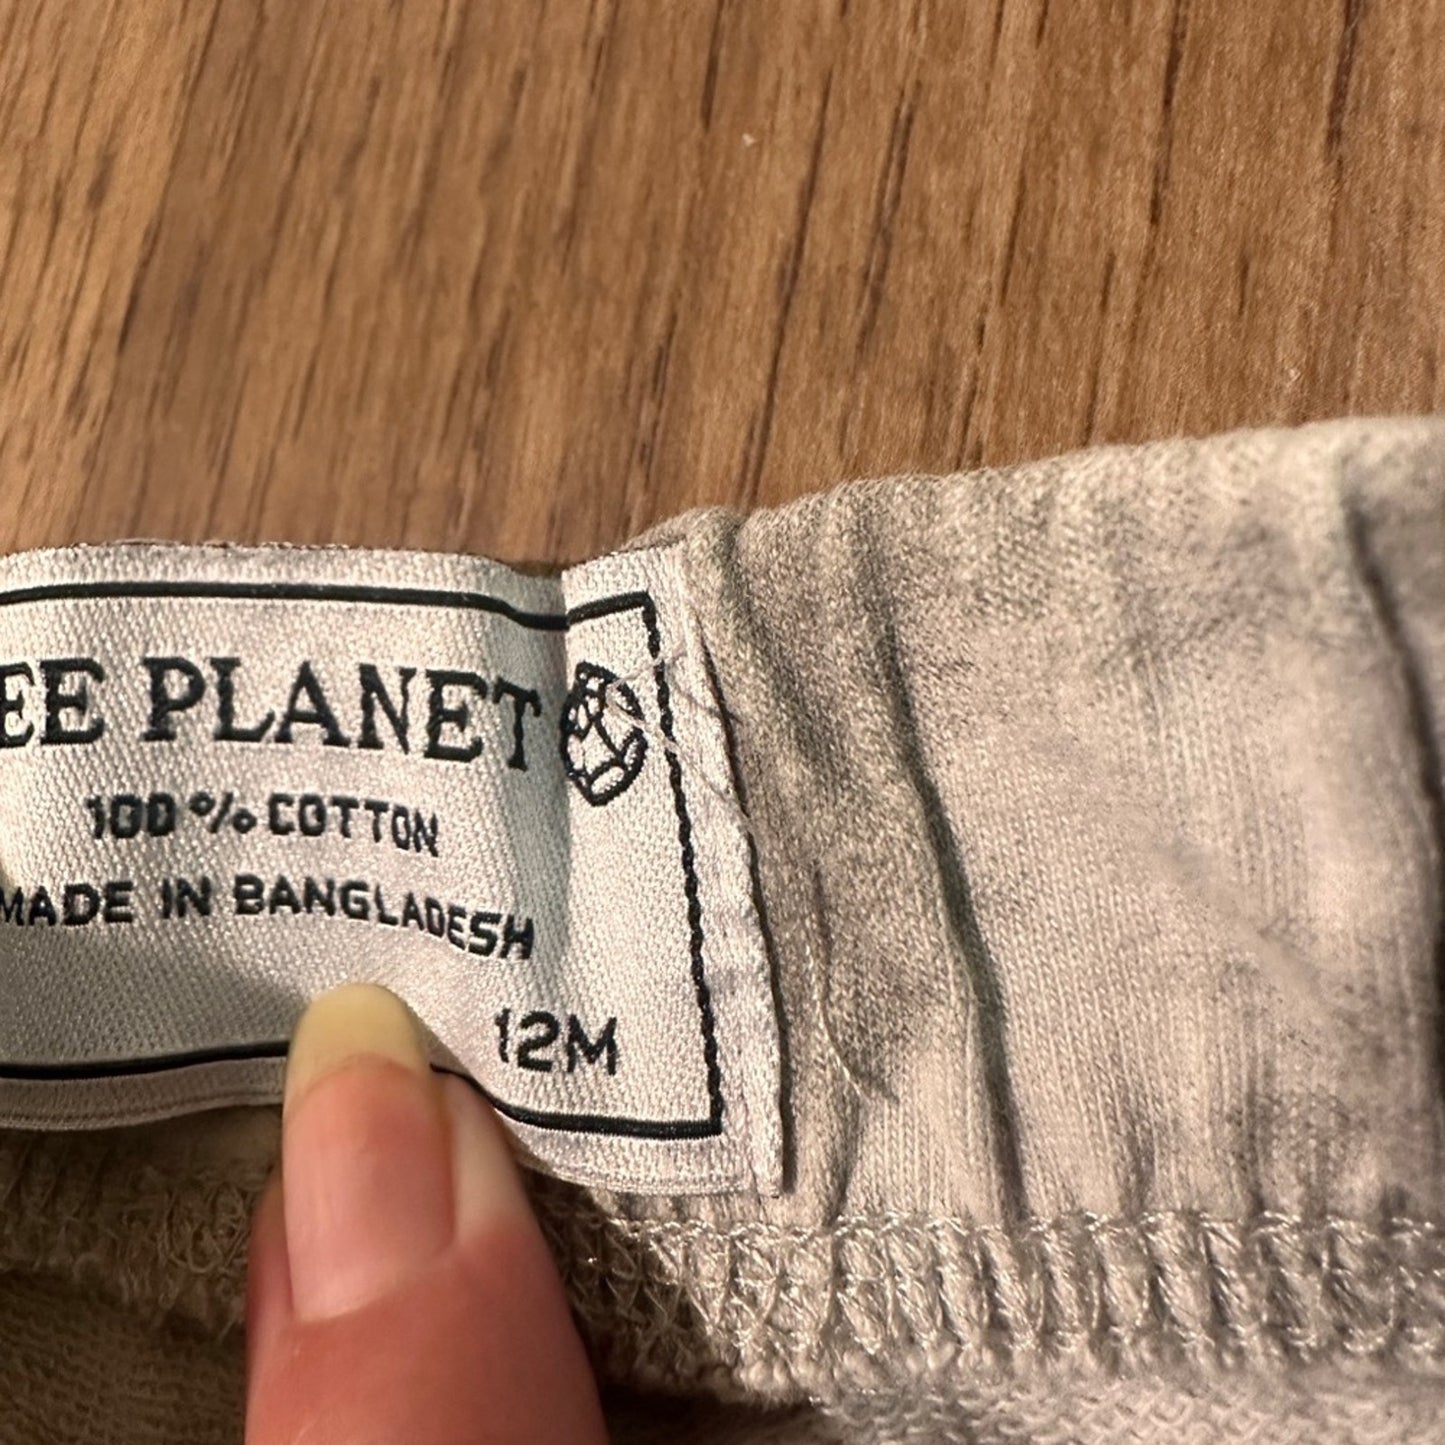 EE PLANET
100% COTTON
MADE IN BANGLADESH
12M